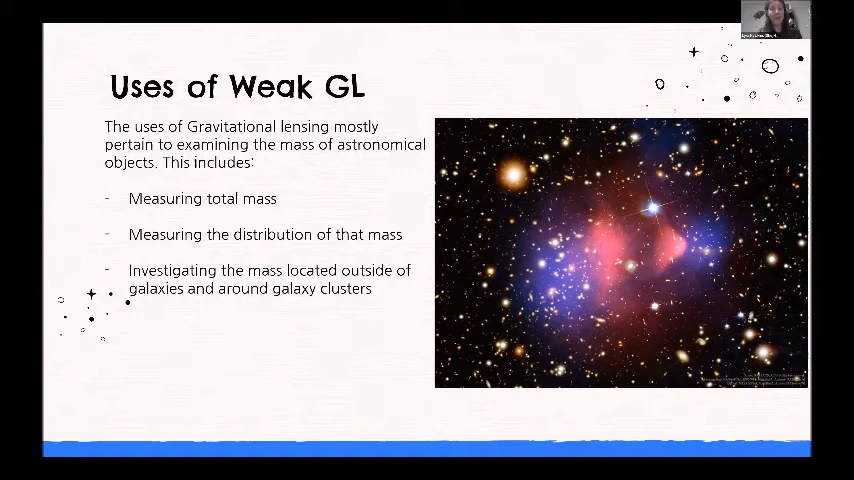 Uses of Weak GL
The uses of Gravitational lensing mostly
pertain to examining the mass of astronomical
objects. This includes:
- Measuring total mass
- Measuring the distribution of that mass
- Investigating the mass located outside of
galaxies and around galaxy clusters